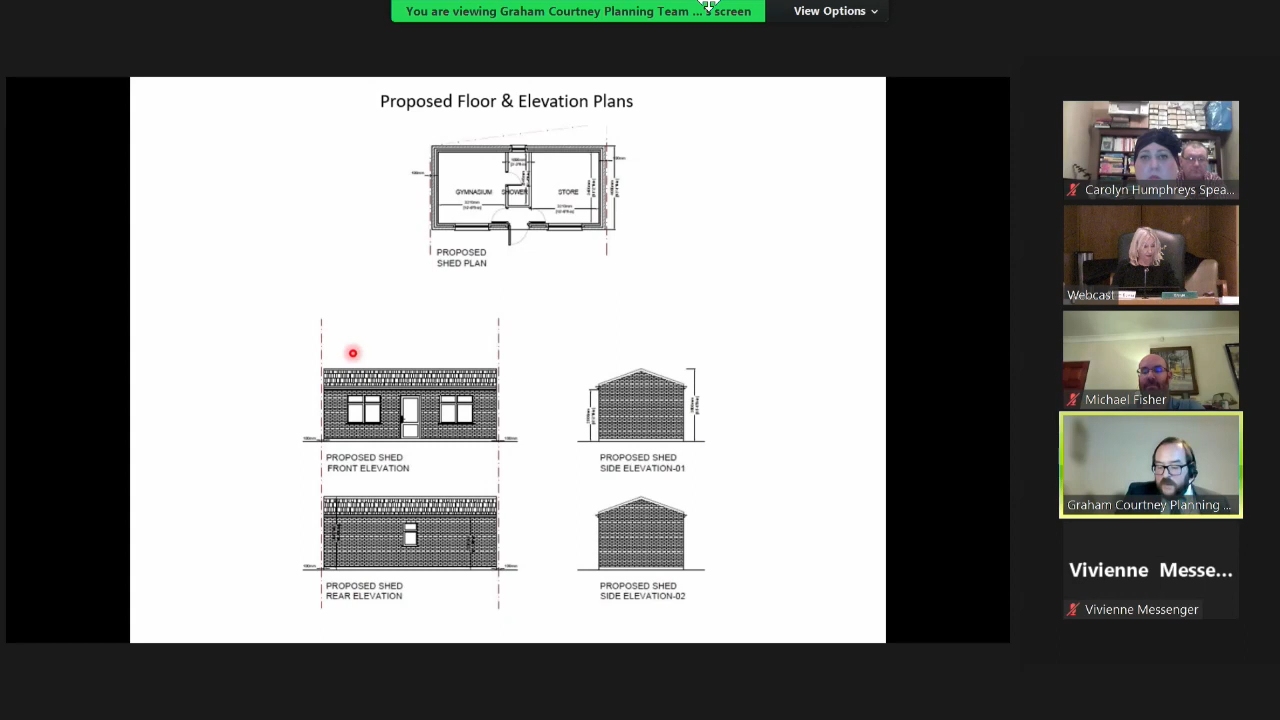 You are viewing Graham Courtney Planning Team ...'s screen
View Options
Proposed Floor & Elevation Plans
GYMNASIUM
SHOWER
STORE
PROPOSED
SHED PLAN
PROPOSED SHED
FRONT ELEVATION
PROPOSED SHED
SIDE ELEVATION-01
PROPOSED SHED
REAR ELEVATION
PROPOSED SHED
SIDE ELEVATION-02
Carolyn Humphreys Spea...
Webcast
Michael Fisher
Graham Courtney Planning ...
Vivienne Messe...
Vivienne Messenger